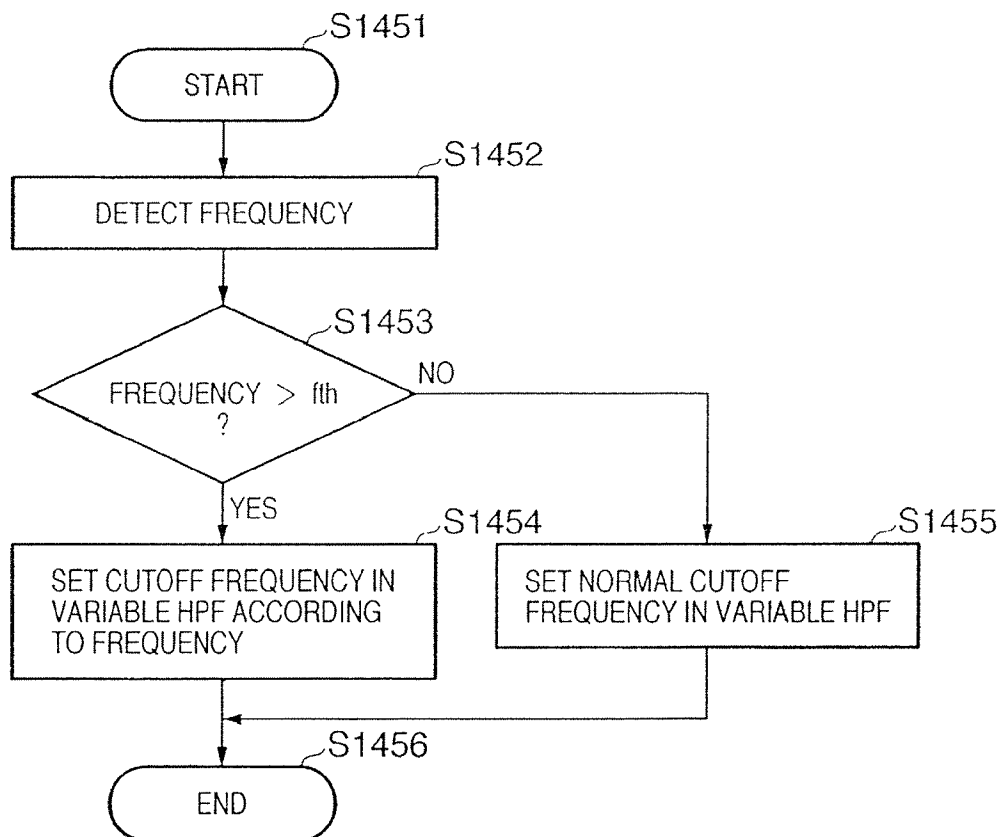 S1451
START
S1452
DETECT FREQUENCY
S1453
FREQUENCY > fth
?
NO
YES
S1454
SET CUTOFF FREQUENCY IN
VARIABLE HPF ACCORDING
TO FREQUENCY
S1455
SET NORMAL CUTOFF
FREQUENCY IN VARIABLE HPF
S1456
END